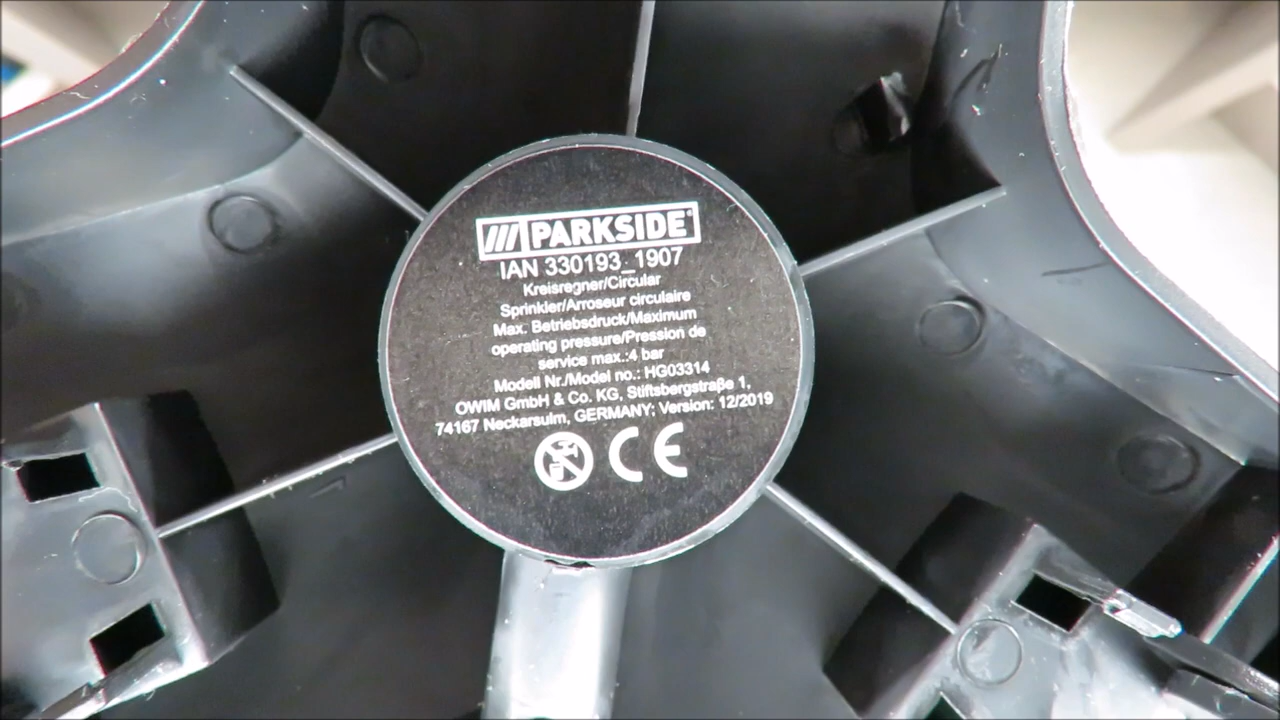 PARKSIDE®
IAN 330193_1907
Kreisregner/Circular
Sprinkler/Arroseur circulaire
Max. Betriebsdruck/Maximum
operating pressure/Pression de
service max.:4 bar
Modell Nr./Model no.: HG03314
OWIM GmbH & Co. KG, Stiftsbergstraße 1,
74167 Neckarsulm, GERMANY; Version: 12/2019
CE